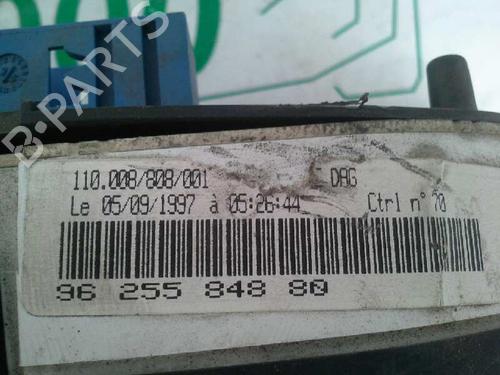 B-PARTS
110.008/808/001 DAG
Le 05/09/1997 à 05:26:44 Ctrl n° 70
96 255 848 80